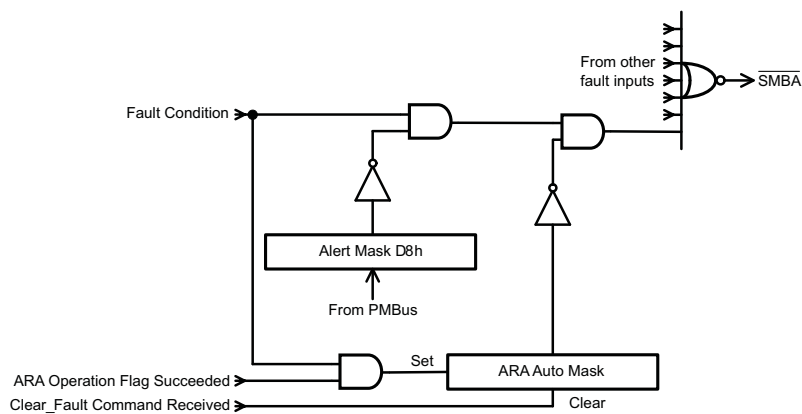 From other
fault inputs
SMBA
Fault Condition
Alert Mask D8h
From PMBus
Set
ARA Auto Mask
ARA Operation Flag Succeeded
Clear_Fault Command Received
Clear